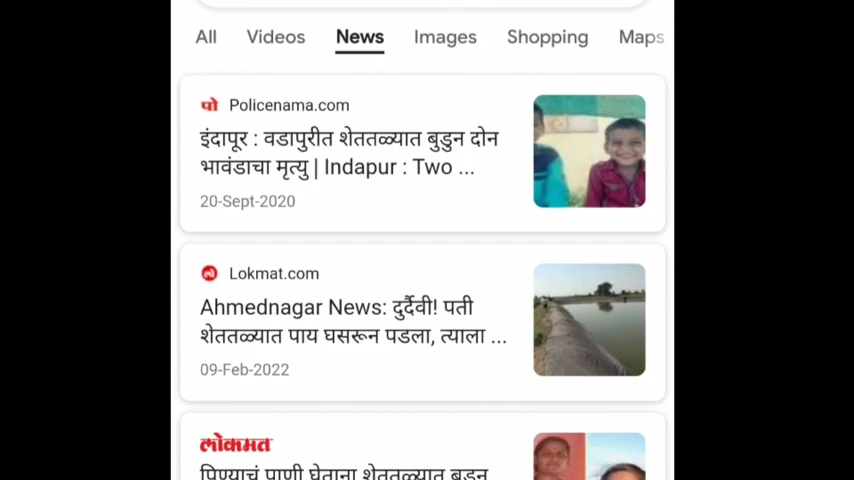 All Videos News Images Shopping Maps
पो Policenama.com
इंदापूर : वडापुरीत शेततळ्यात बुडुन दोन
भावंडाचा मृत्यु | Indapur : Two ...
20-Sept-2020
लो Lokmat.com
Ahmednagar News: दुर्दैवी! पती
शेततळ्यात पाय घसरून पडला, त्याला ...
09-Feb-2022
लोकमत
पिण्याचं पाणी घेताना शेततळ्यात बुडून